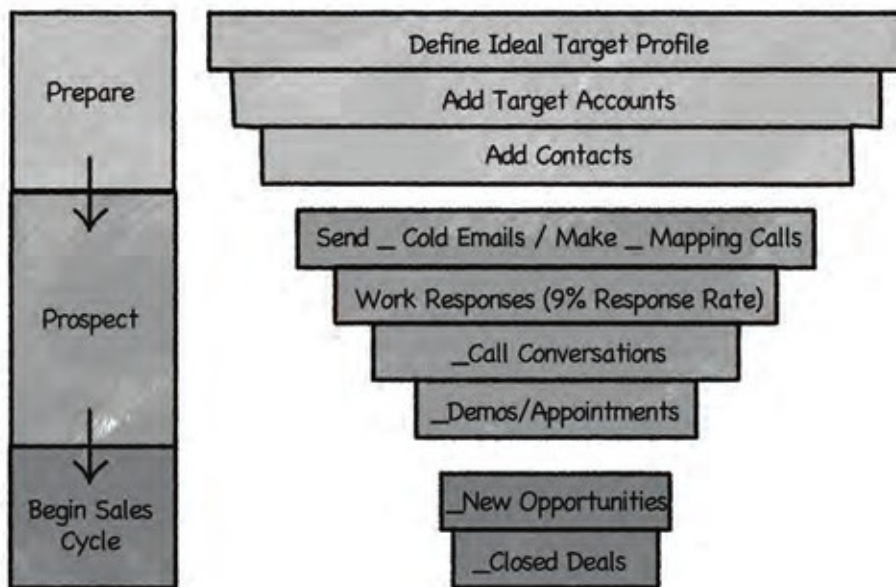 Prepare
Define Ideal Target Profile
Add Target Accounts
Add Contacts
Prospect
Send _ Cold Emails / Make _ Mapping Calls
Work Responses (9% Response Rate)
_Call Conversations
_Demos/Appointments
Begin Sales
Cycle
_New Opportunities
_Closed Deals